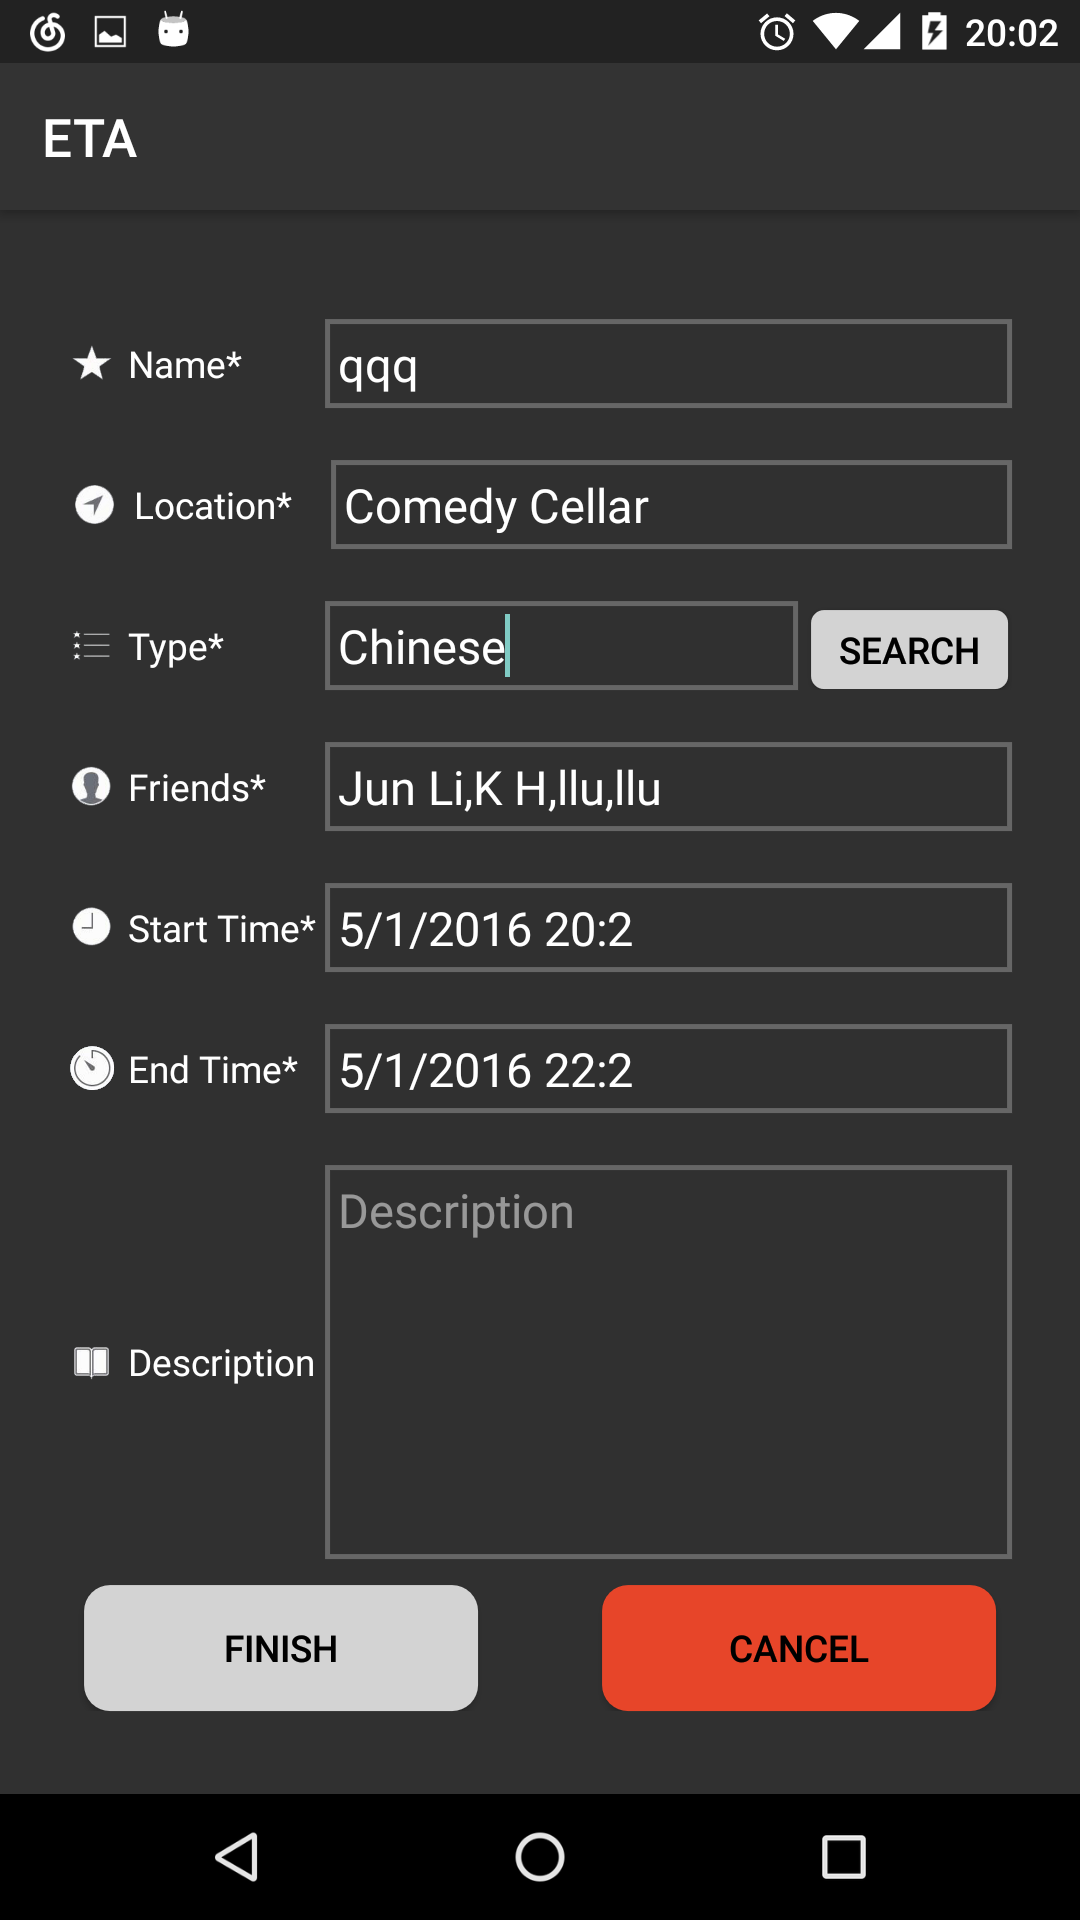 20:02
ETA
Name* qqq
Location* Comedy Cellar
Type* Chinese SEARCH
Friends* Jun Li,K H,llu,llu
Start Time* 5/1/2016 20:2
End Time* 5/1/2016 22:2
Description
Description
FINISH CANCEL